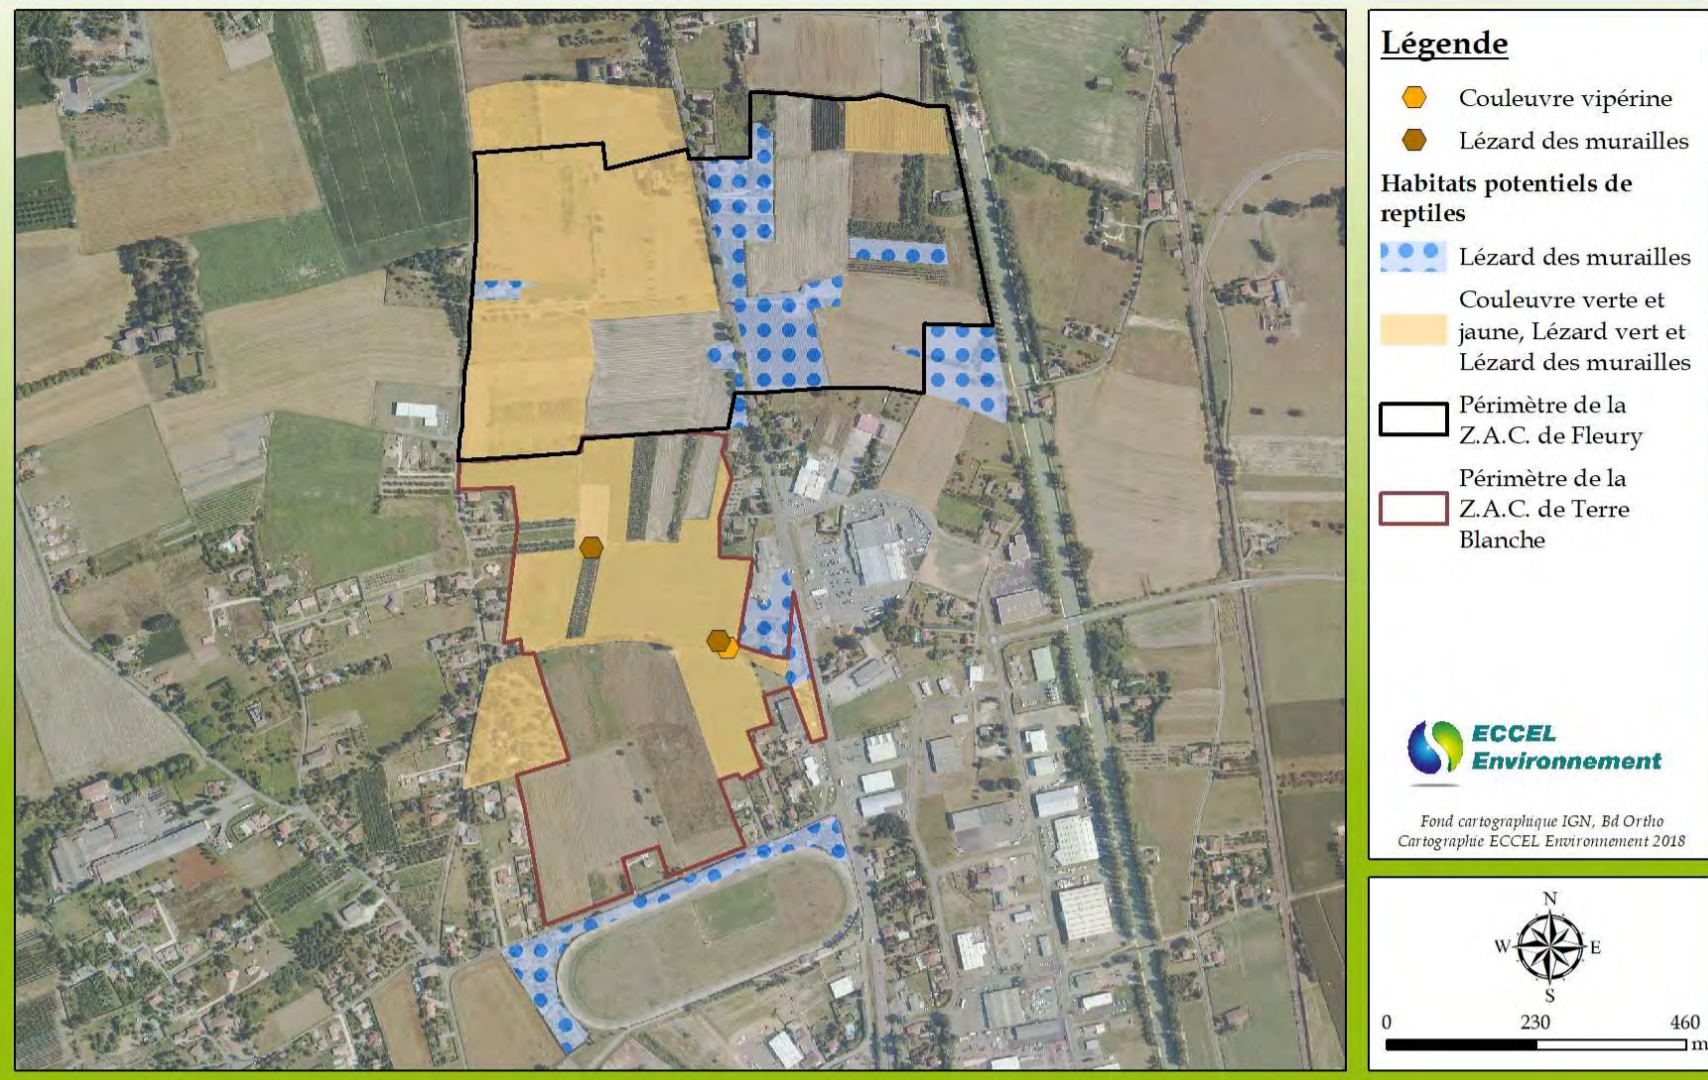 Légende
Couleuvre vipérine
Lézard des murailles
Habitats potentiels de
reptiles
Lézard des murailles
Couleuvre verte et
jaune, Lézard vert et
Lézard des murailles
Périmètre de la
Z.A.C. de Fleury
Périmètre de la
Z.A.C. de Terre
Blanche
ECCEL
Environnement
Fond cartographique IGN, Bd Ortho
Cartographie ECCEL Environnement 2018
N
W E
S
0 230 460
m